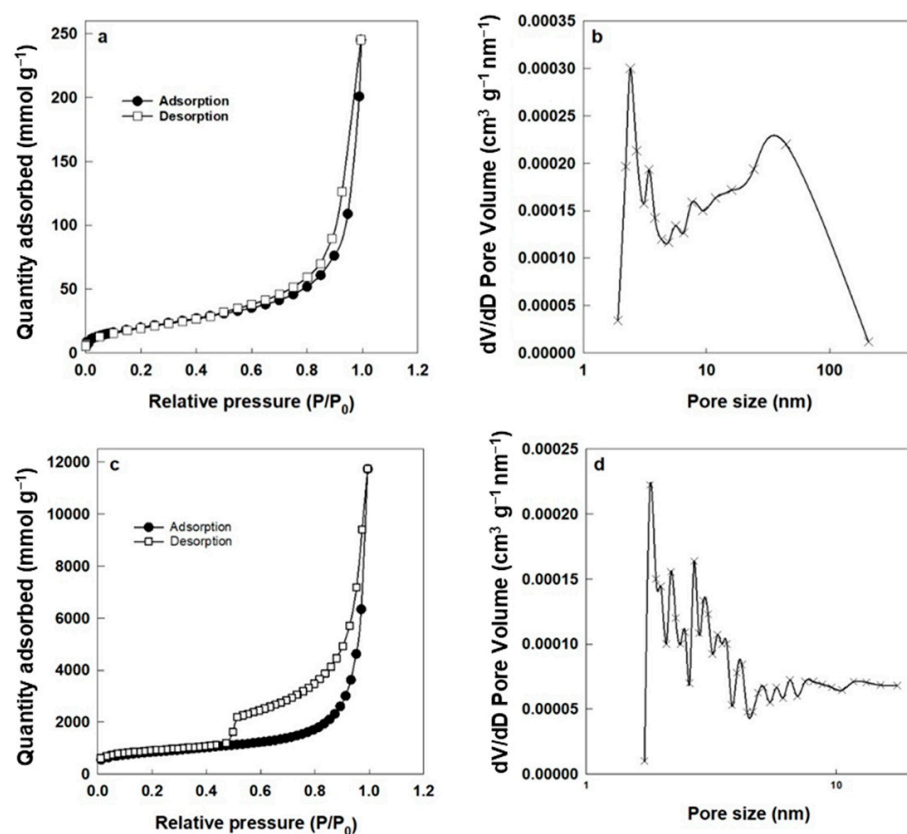 a
Quantity adsorbed (mmol g⁻¹)
250
200
150
100
50
0
Adsorption
Desorption
0.0 0.2 0.4 0.6 0.8 1.0 1.2
Relative pressure (P/P₀)
b
dV/dD Pore Volume (cm³ g⁻¹ nm⁻¹)
0.00035
0.00030
0.00025
0.00020
0.00015
0.00010
0.00005
0.00000
1 10 100
Pore size (nm)
c
Quantity adsorbed (mmol g⁻¹)
12000
10000
8000
6000
4000
2000
0
Adsorption
Desorption
0.0 0.2 0.4 0.6 0.8 1.0 1.2
Relative pressure (P/P₀)
d
dV/dD Pore Volume (cm³ g⁻¹ nm⁻¹)
0.00025
0.00020
0.00015
0.00010
0.00005
0.00000
1 10
Pore size (nm)